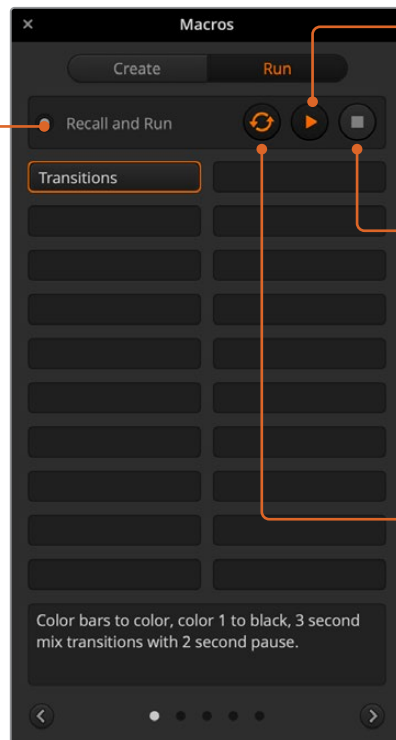 Macros
Create Run
Recall and Run
Transitions
Color bars to color, color 1 to black, 3 second
mix transitions with 2 second pause.